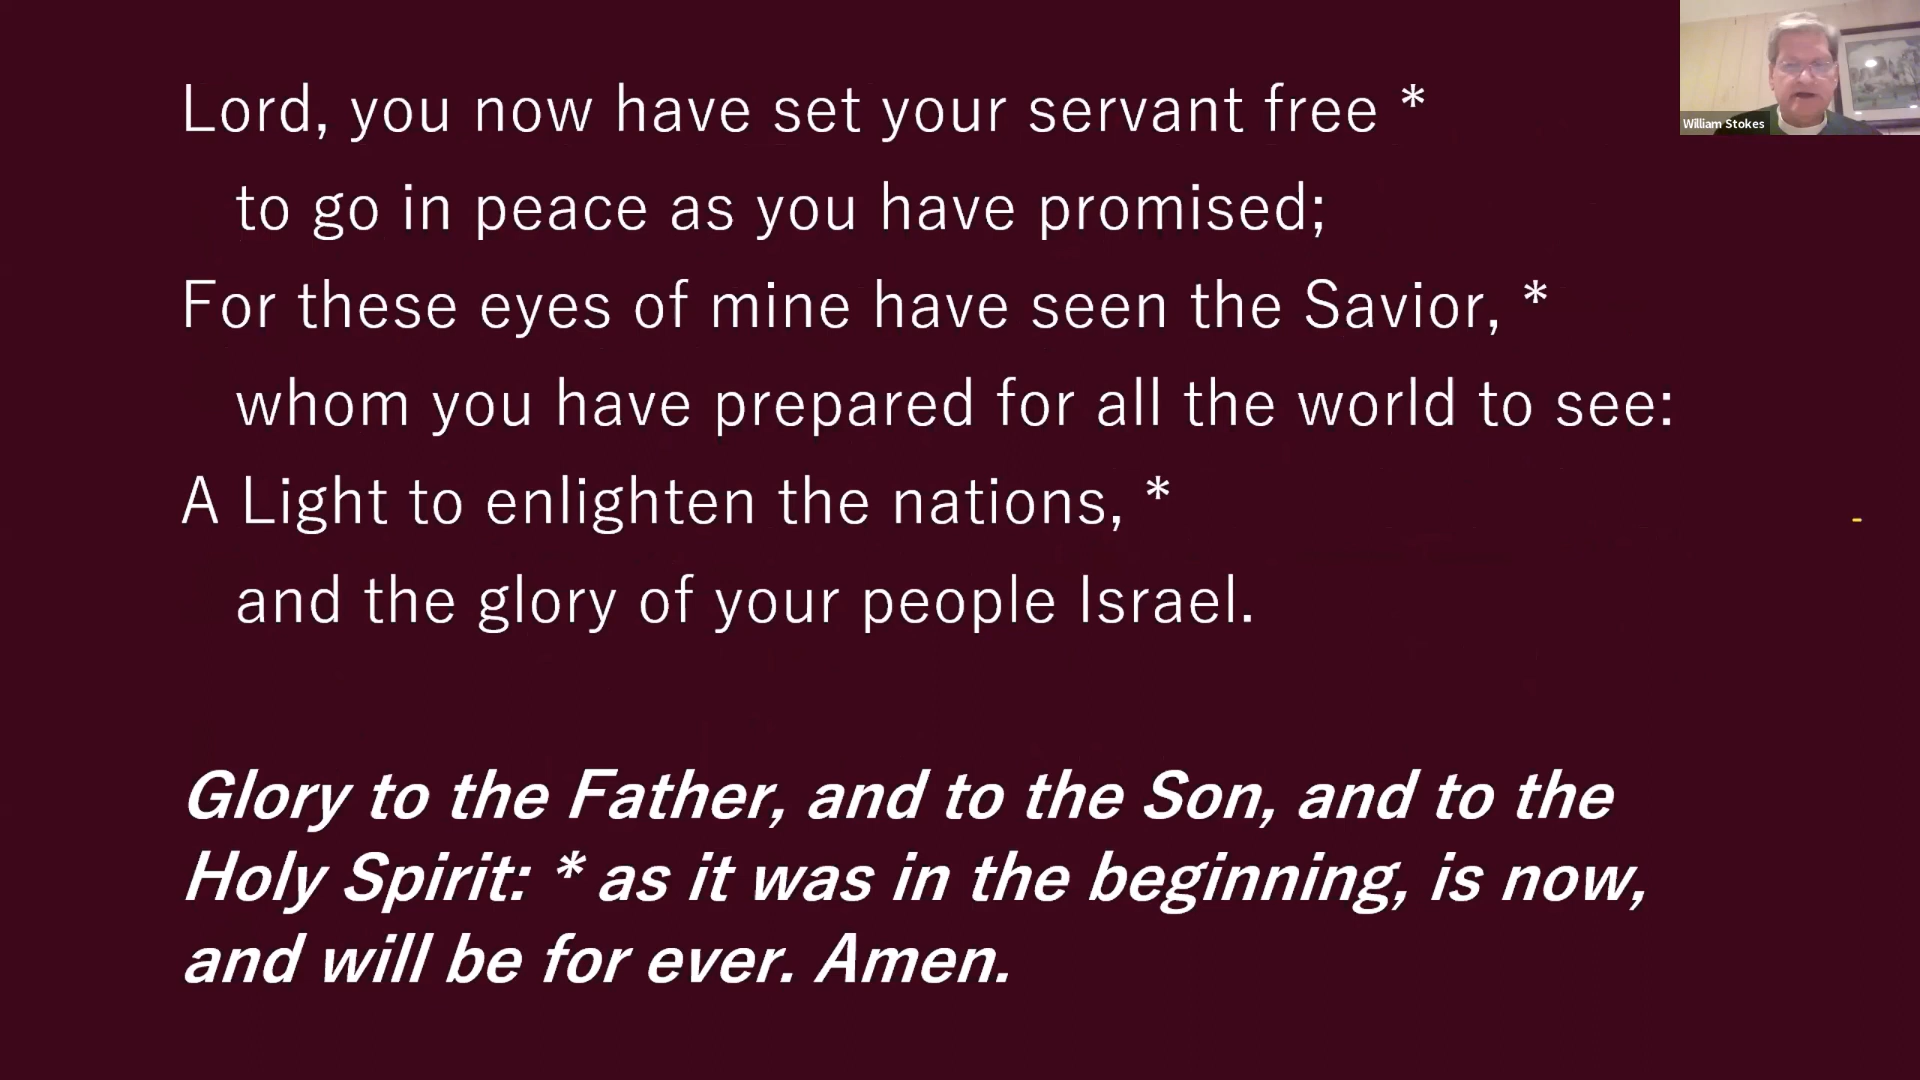 Lord, you now have set your servant free *
to go in peace as you have promised;
For these eyes of mine have seen the Savior, *
whom you have prepared for all the world to see:
A Light to enlighten the nations, *
and the glory of your people Israel.
Glory to the Father, and to the Son, and to the
Holy Spirit: * as it was in the beginning, is now,
and will be for ever. Amen.
William Stokes